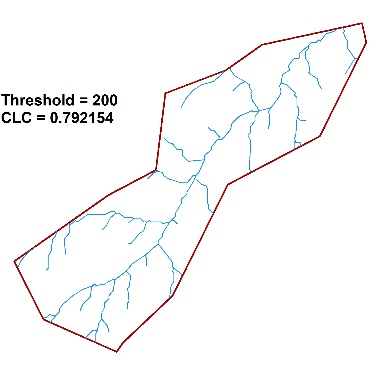 Threshold = 200
CLC = 0.792154